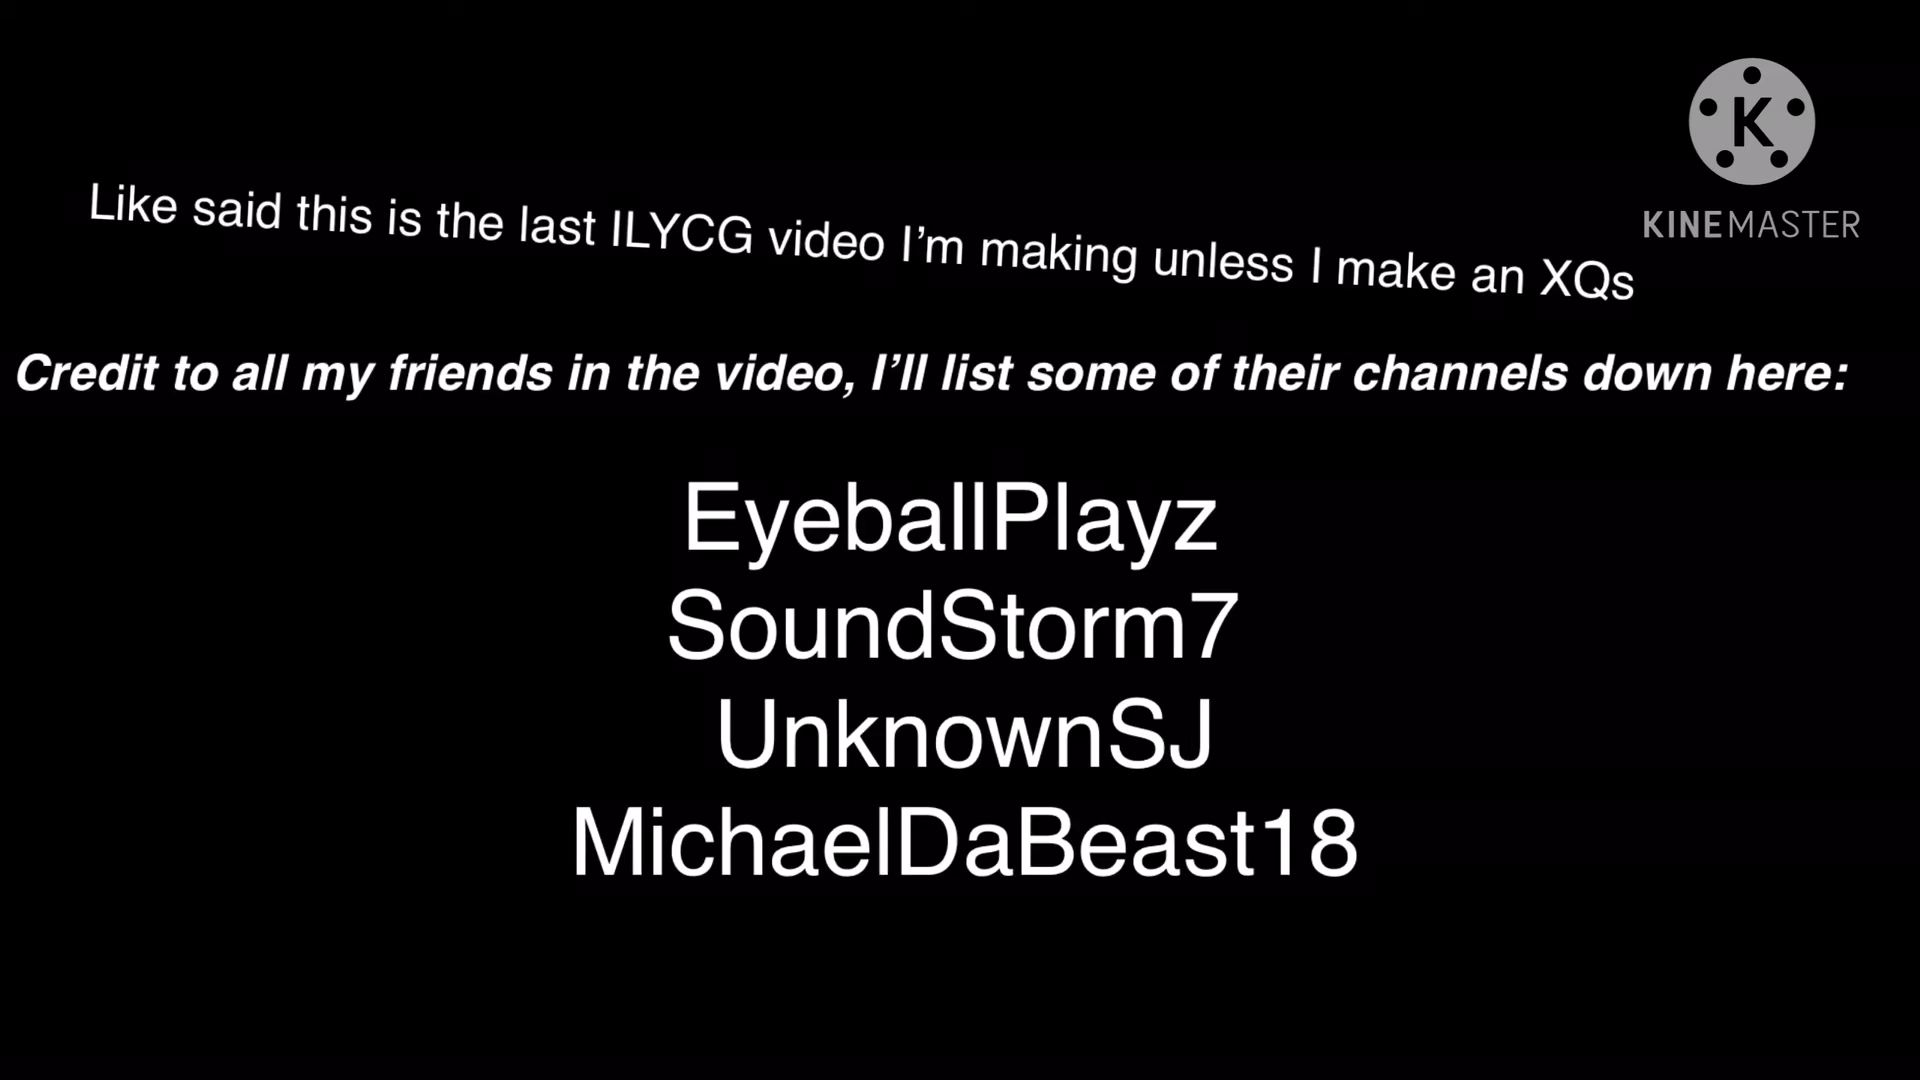 K
KINEMASTER
Like said this is the last ILYCG video I’m making unless I make an XQs
Credit to all my friends in the video, I’ll list some of their channels down here:
EyeballPlayz
SoundStorm7
UnknownSJ
MichaelDaBeast18